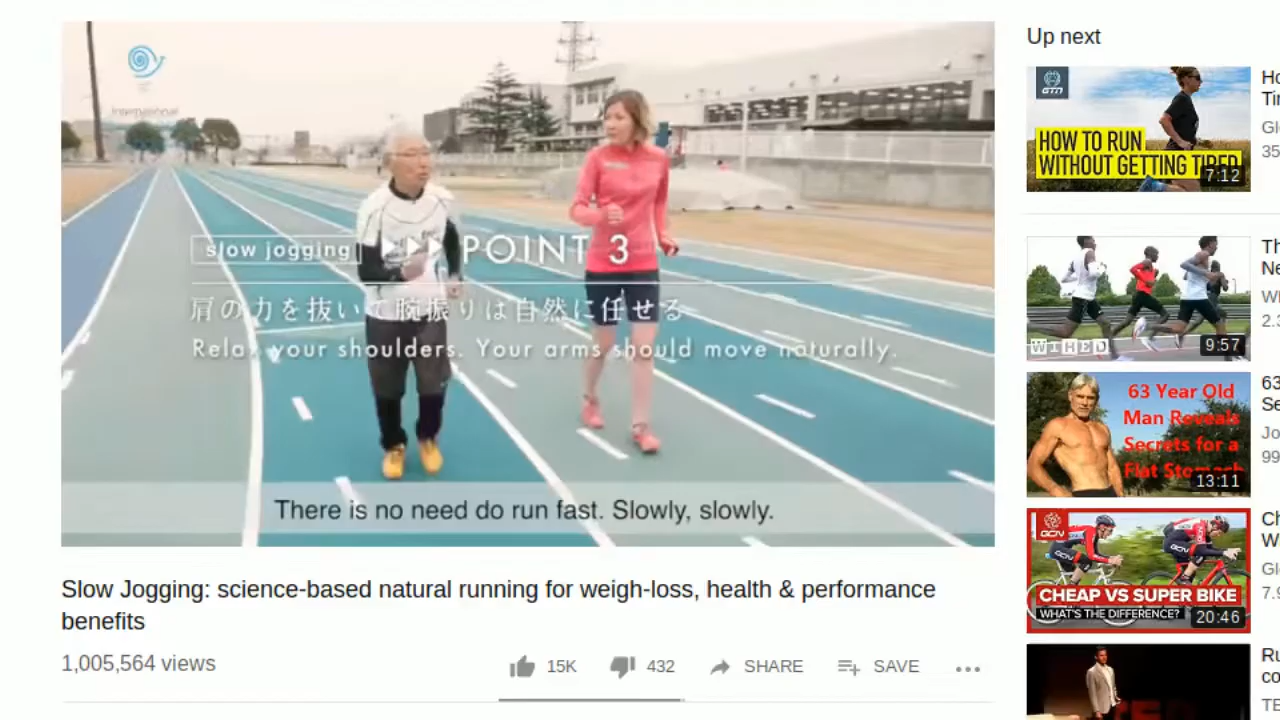 Up next
International
slow jogging ▶▶▶ POINT 3
肩の力を抜いて腕振りは自然に任せる
Relax your shoulders. Your arms should move naturally.
There is no need do run fast. Slowly, slowly.
Slow Jogging: science-based natural running for weigh-loss, health & performance
benefits
1,005,564 views
15K
432
SHARE
SAVE
GTN
HOW TO RUN
WITHOUT GETTING TIRED
7:12
WIRED
9:57
63 Year Old
Man Reveals
Secrets for a
Flat Stomach
13:11
GCN
CHEAP VS SUPER BIKE
WHAT'S THE DIFFERENCE?
20:46